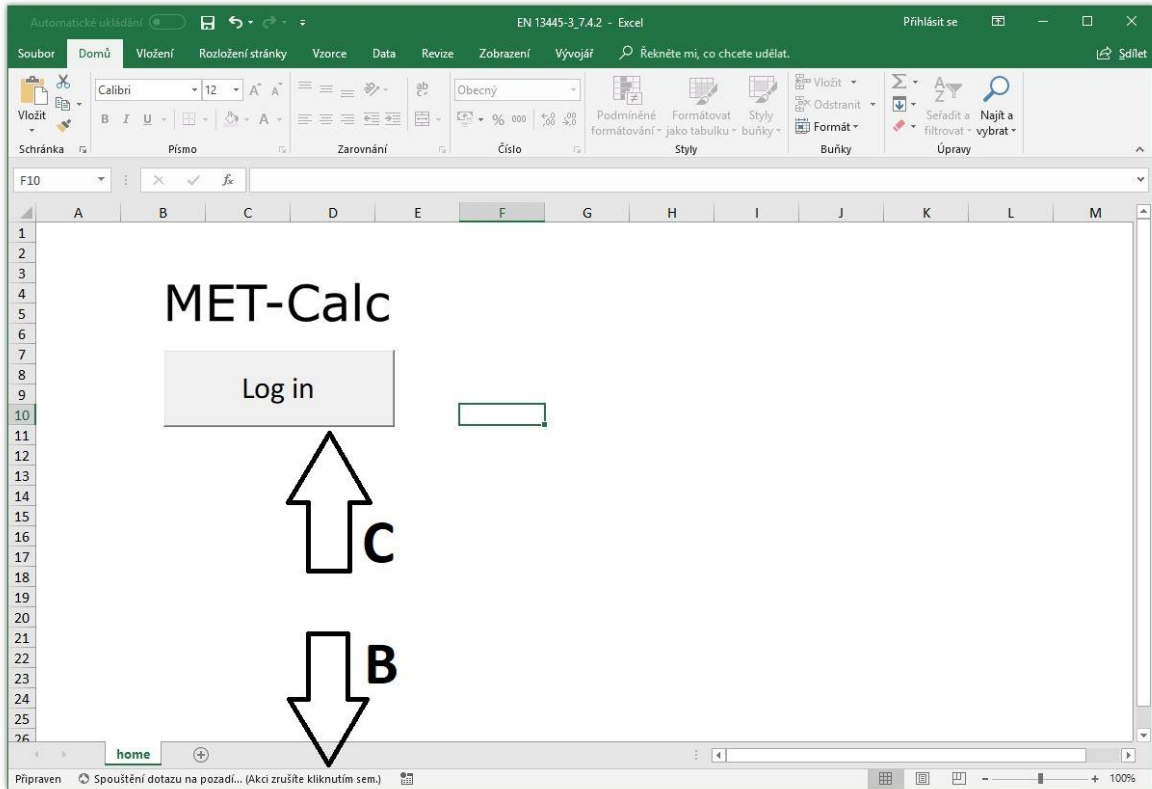 Automatické ukládání
EN 13445-3_7.4.2 - Excel
Přihlásit se
Soubor Domů Vložení Rozložení stránky Vzorce Data Revize Zobrazení Vývojář Řekněte mi, co chcete udělat. Sdílet
Vložit
Schránka
Calibri 12 A A
B I U A
Písmo
ab
Zarovnání
Obecný
% 000 ,00
Číslo
Podmíněné formátování
Formátovat jako tabulku
Styly buňky
Styly
Vložit
Odstranit
Formát
Buňky
Seřadit a filtrovat
Najít a vybrat
Úpravy
F10 fx
A B C D E F G H I J K L M
1
2
3
4
5
6
7
8
9
10
11
12
13
14
15
16
17
18
19
20
21
22
23
24
25
26
MET-Calc
Log in
C
B
home
Připraven Spouštění dotazu na pozadí... (Akci zrušíte kliknutím sem.) 100%